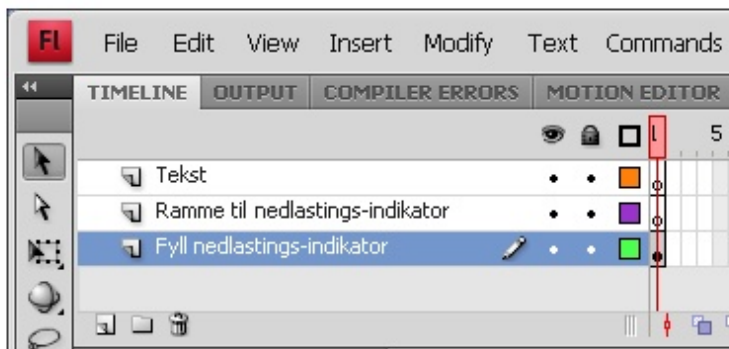 Fl File Edit View Insert Modify Text Commands
TIMELINE OUTPUT COMPILER ERRORS MOTION EDITOR
1 5
Tekst
Ramme til nedlastings-indikator
Fyll nedlastings-indikator